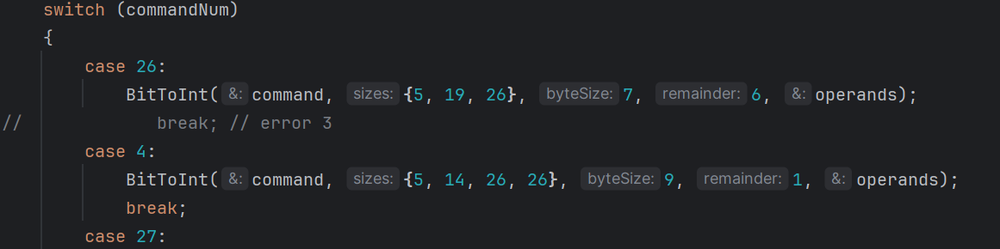 switch (commandNum)
{
case 26:
BitToInt( &: command, sizes: {5, 19, 26}, byteSize: 7, remainder: 6, &: operands);
// break; // error 3
case 4:
BitToInt( &: command, sizes: {5, 14, 26, 26}, byteSize: 9, remainder: 1, &: operands);
break;
case 27: